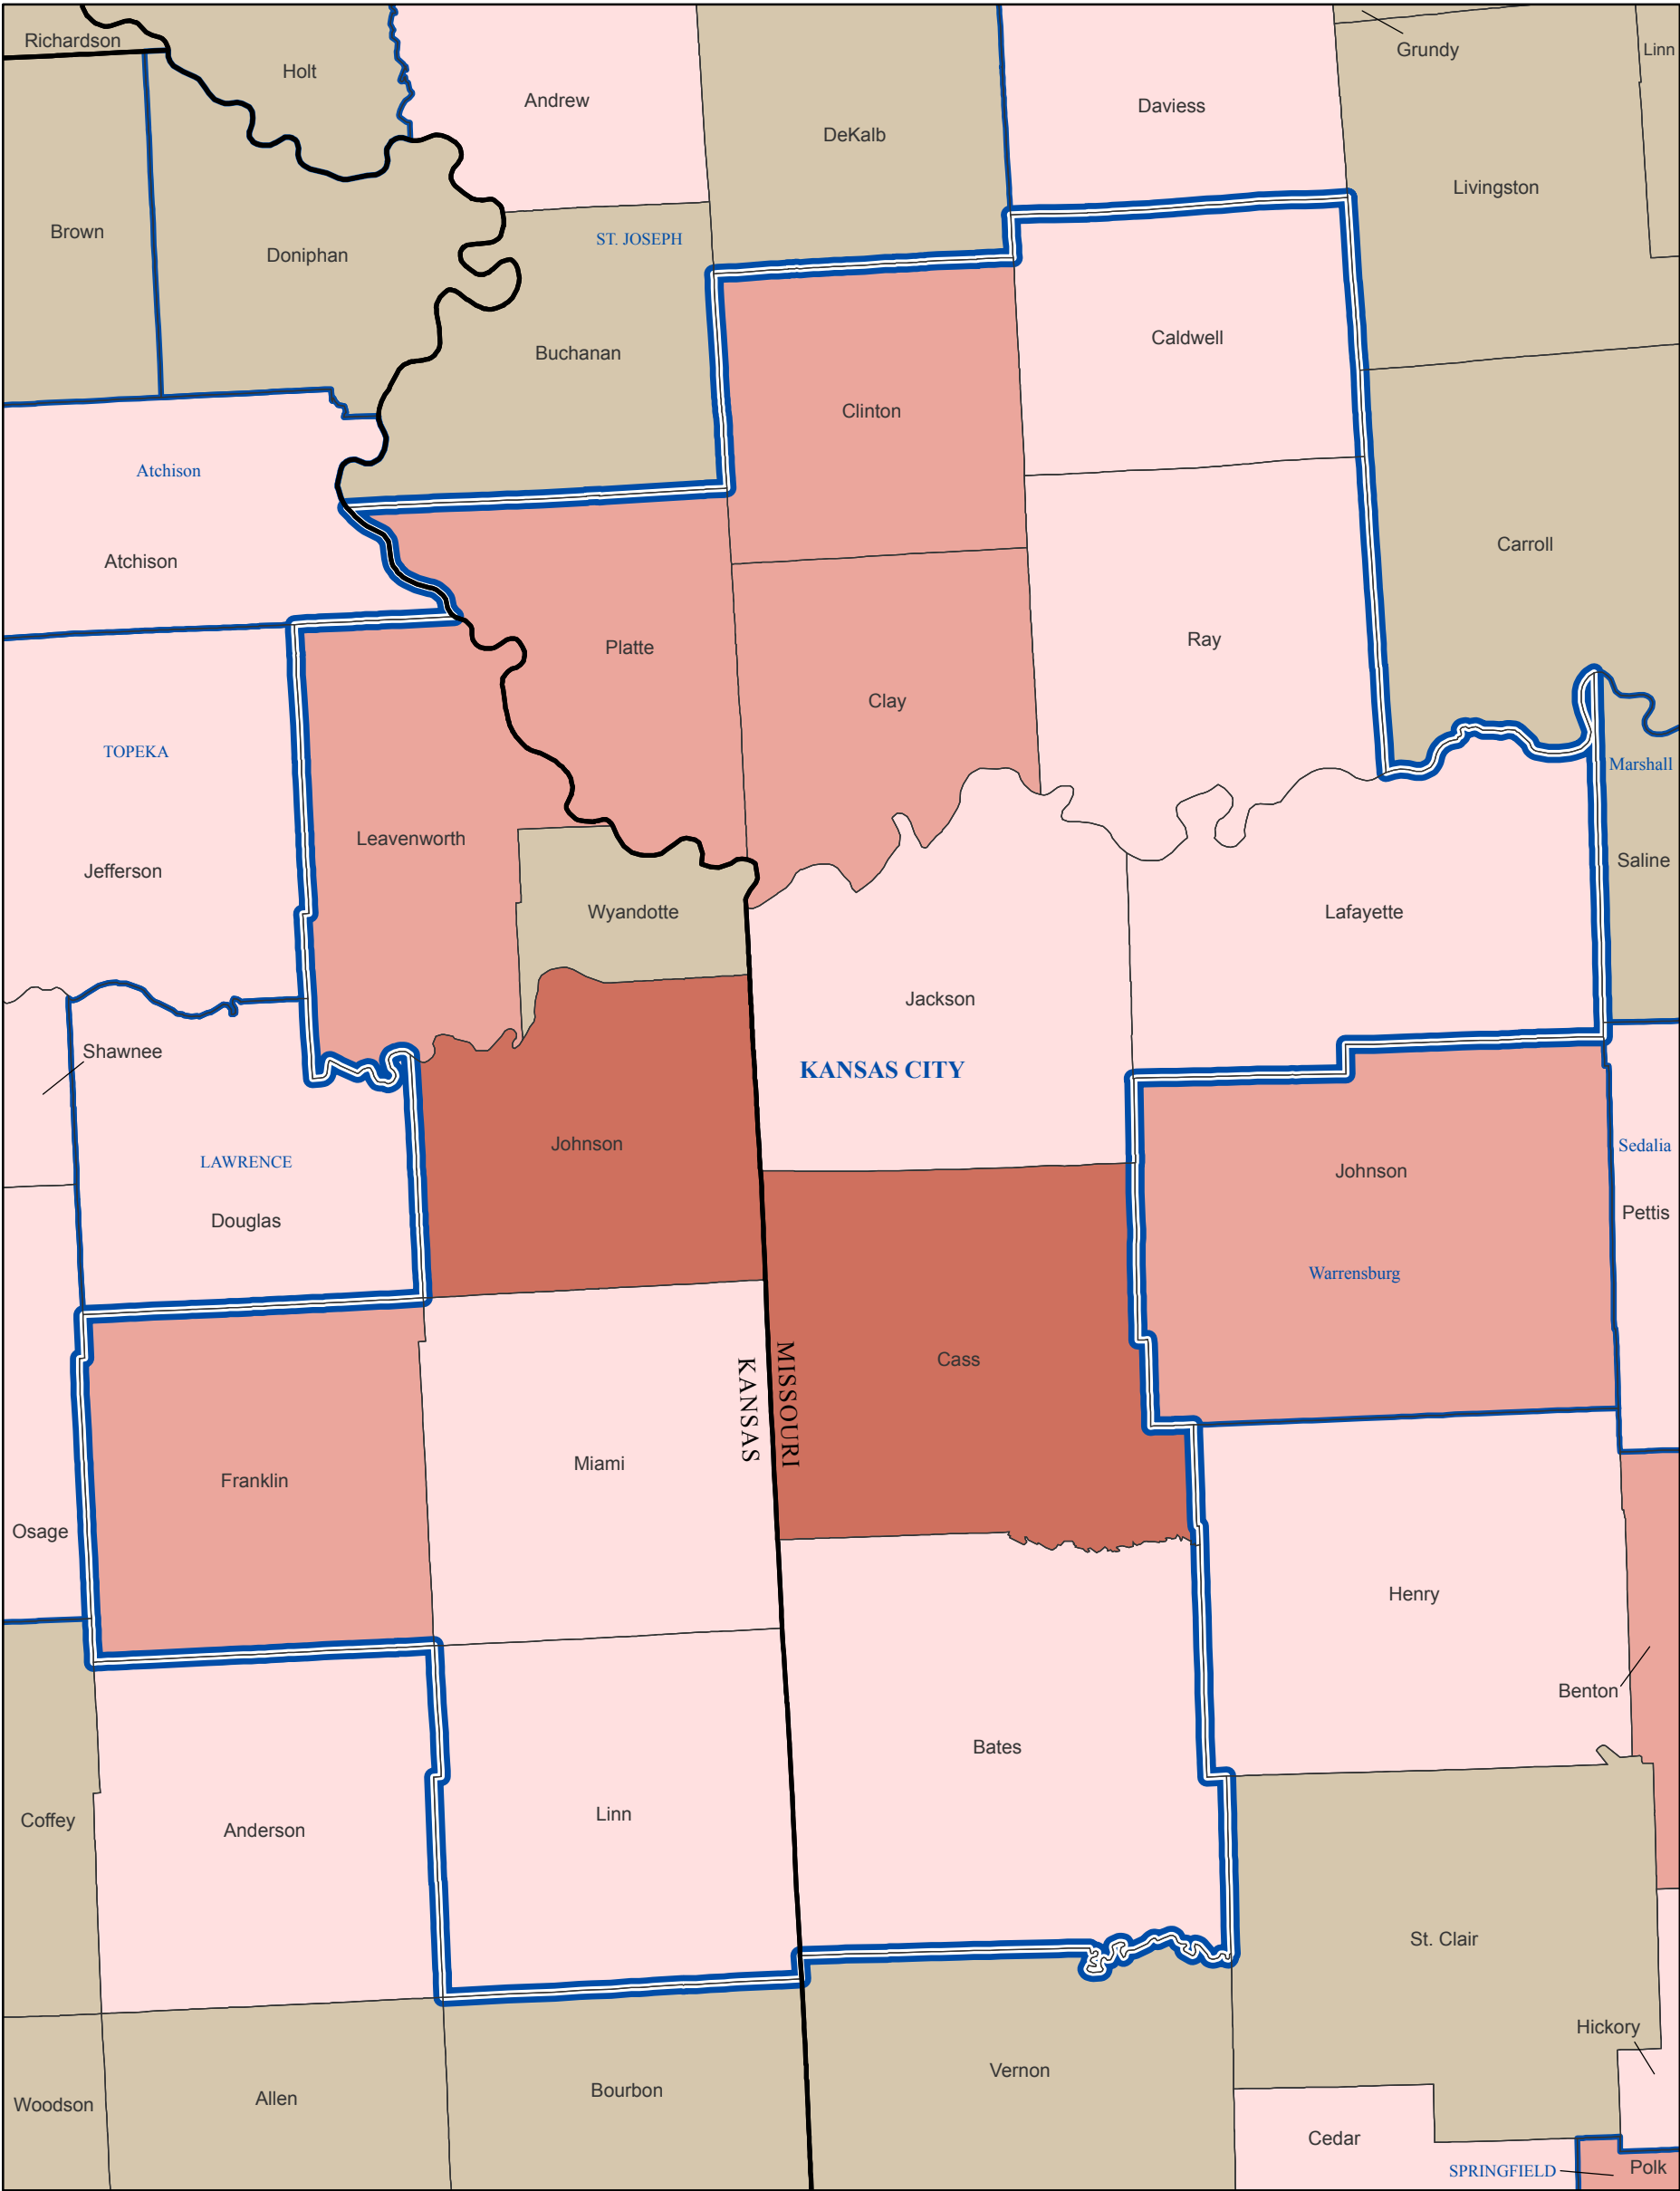 Richardson
Holt
Andrew
DeKalb
Daviess
Grundy
Linn
Livingston
Brown
Doniphan
ST. JOSEPH
Buchanan
Caldwell
Clinton
Atchison
Atchison
Carroll
Platte
Ray
Clay
TOPEKA
Marshall
Jefferson
Leavenworth
Saline
Wyandotte
Lafayette
Jackson
Shawnee
KANSAS CITY
Johnson
LAWRENCE
Douglas
Johnson
Sedalia
Pettis
Warrensburg
Cass
KANSAS
MISSOURI
Franklin
Miami
Osage
Henry
Benton
Bates
Coffey
Anderson
Linn
St. Clair
Hickory
Woodson
Allen
Bourbon
Vernon
Cedar
SPRINGFIELD
Polk